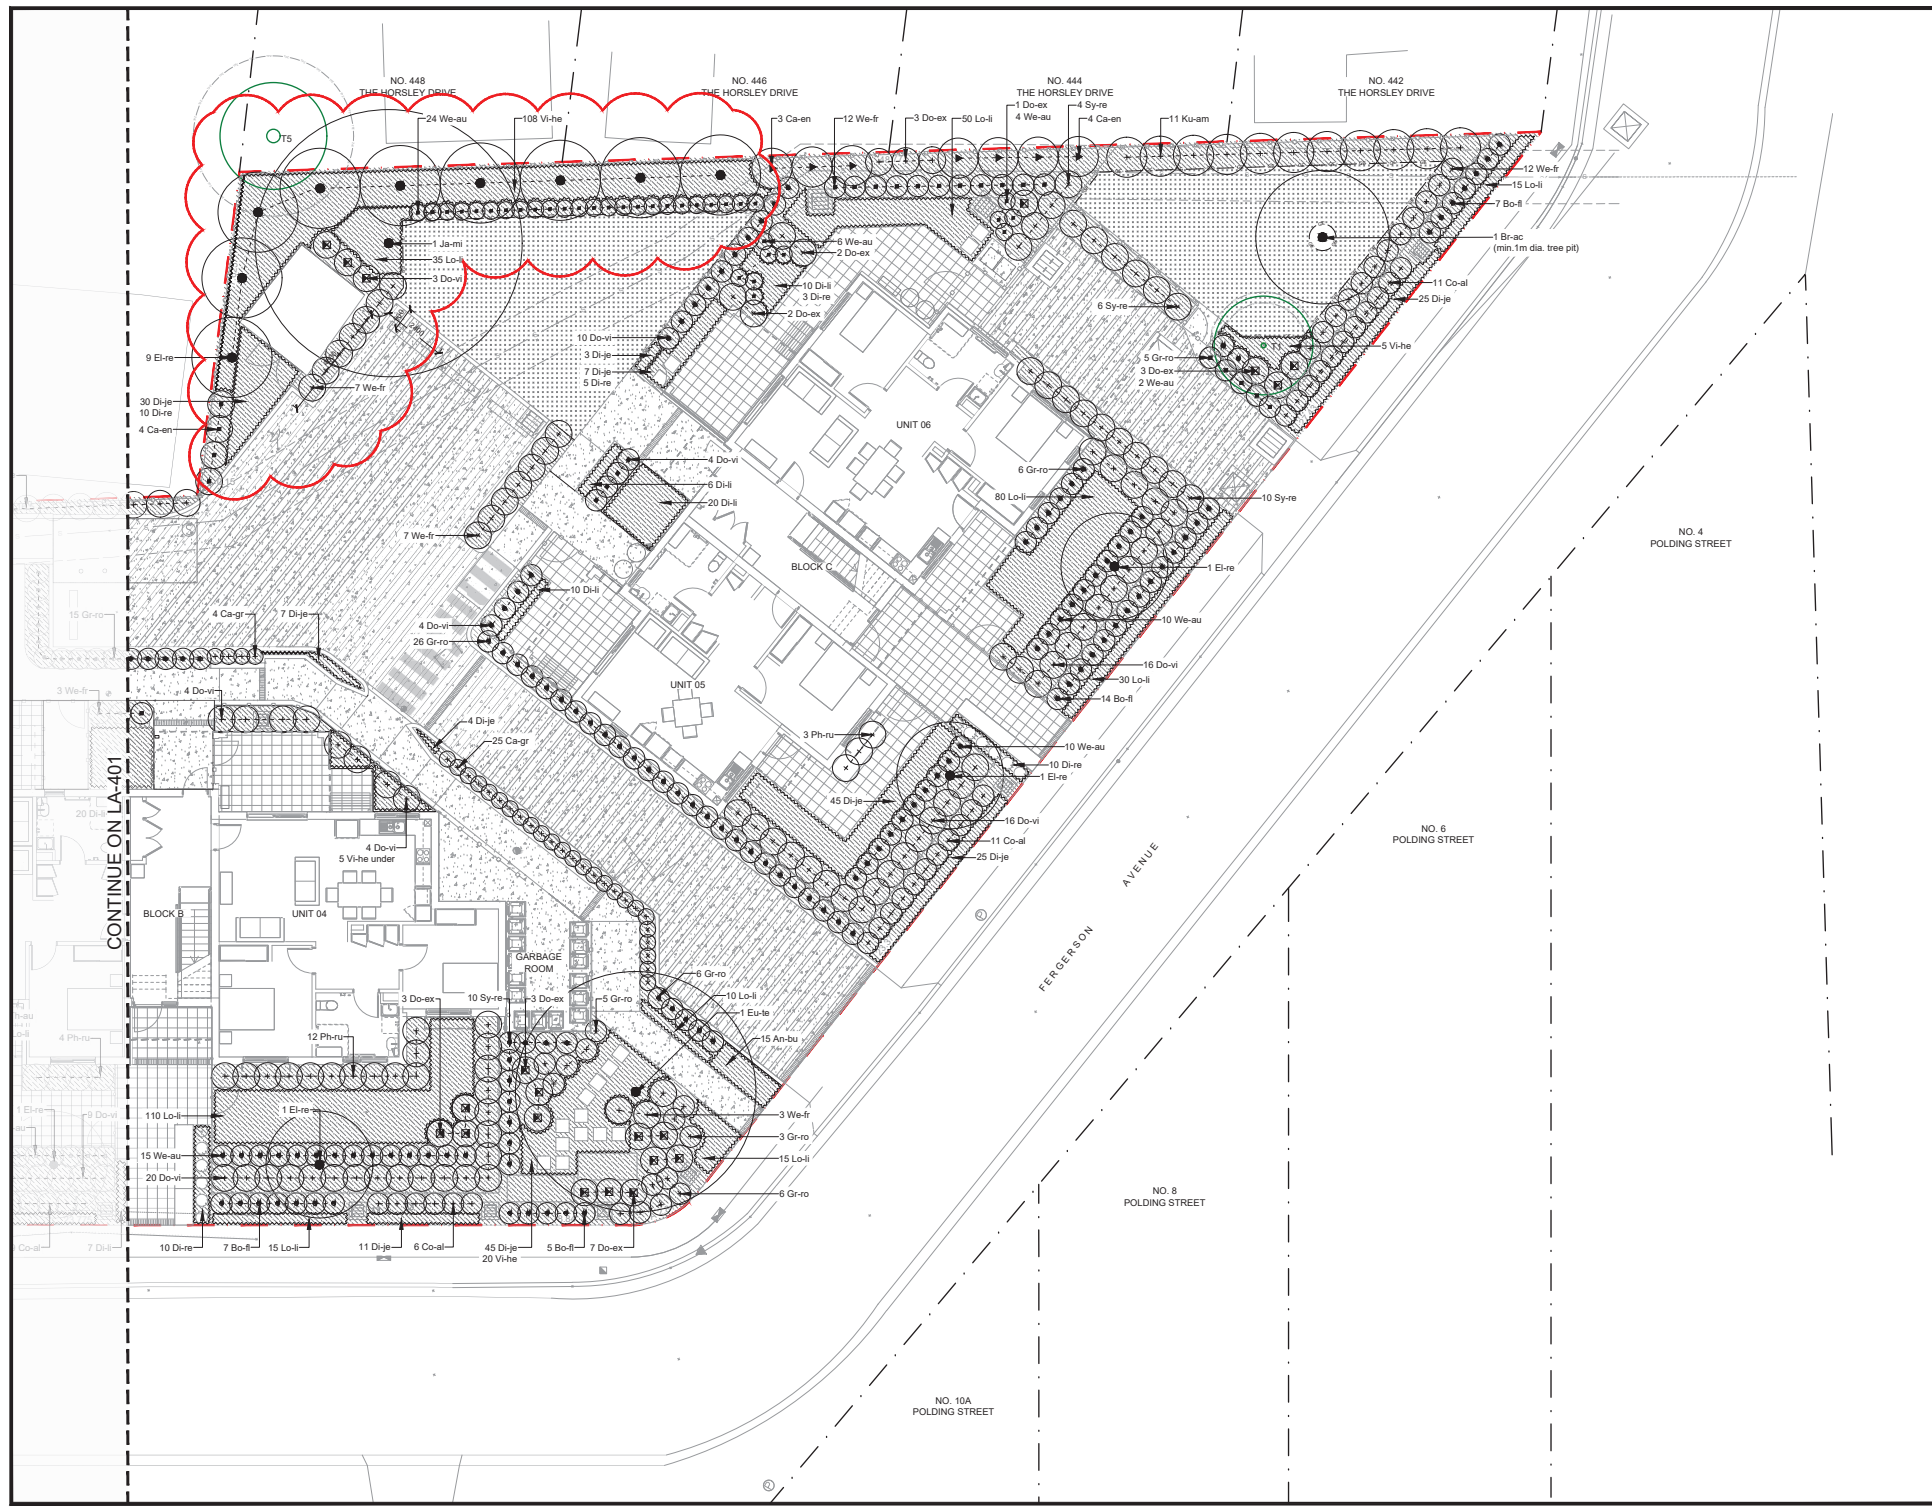 NO. 448
THE HORSLEY DRIVE
NO. 446
THE HORSLEY DRIVE
NO. 444
THE HORSLEY DRIVE
NO. 442
THE HORSLEY DRIVE
T5
24 We-au
108 Vi-he
3 Ca-en
12 We-fr
3 Do-ex
50 Lo-li
1 Do-ex
4 We-au
4 Sy-re
4 Ca-en
11 Ku-am
12 We-fr
15 Lo-li
7 Bo-fl
1 Br-ac
(min.1m dia. tree pit)
11 Co-al
25 Di-je
1 Ja-mi
35 Lo-li
3 Do-vi
6 We-au
2 Do-ex
10 Di-li
3 Di-re
2 Do-ex
6 Sy-re
5 Vi-he
10 Do-vi
3 Di-je
7 Di-je
5 Di-re
5 Gr-ro
3 Do-ex
2 We-au
9 El-re
7 We-fr
30 Di-je
10 Di-re
4 Ca-en
UNIT 06
4 Do-vi
6 Di-li
20 Di-li
6 Gr-ro
80 Lo-li
10 Sy-re
7 We-fr
BLOCK C
1 El-re
NO. 4
POLDING STREET
10 Di-li
4 Do-vi
26 Gr-ro
10 We-au
16 Do-vi
30 Lo-li
14 Bo-fl
15 Gr-ro
4 Ca-gr
7 Di-je
3 We-fr
4 Do-vi
UNIT 05
4 Di-je
25 Ca-gr
3 Ph-ru
10 We-au
10 Di-re
1 El-re
45 Di-je
16 Do-vi
11 Co-al
25 Di-je
CONTINUE ON LA-401
20 Di-li
4 Do-vi
5 Vi-he under
NO. 6
POLDING STREET
FERGERSON
AVENUE
BLOCK B
UNIT 04
GARBAGE
ROOM
3 Do-ex
10 Sy-re
3 Do-ex
5 Gr-ro
6 Gr-ro
10 Lo-li
1 Eu-te
15 An-bu
4 Ph-ru
12 Ph-ru
1 El-re
9 Do-vi
110 Lo-li
1 El-re
3 We-fr
3 Gr-ro
15 Lo-li
6 Gr-ro
15 We-au
20 Do-vi
NO. 8
POLDING STREET
7 Di-li
10 Di-re
7 Bo-fl
15 Lo-li
11 Di-je
6 Co-al
45 Di-je
20 Vi-he
5 Bo-fl
7 Do-ex
NO. 10A
POLDING STREET